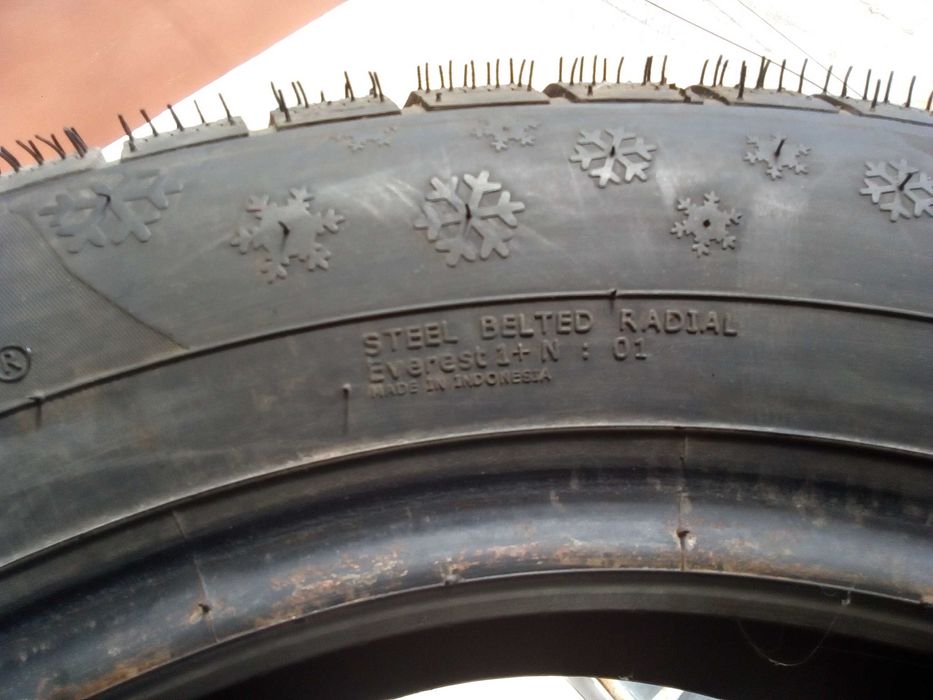 STEEL BELTED RADIAL
Everest 1+ N : 01
MADE IN INDONESIA
®